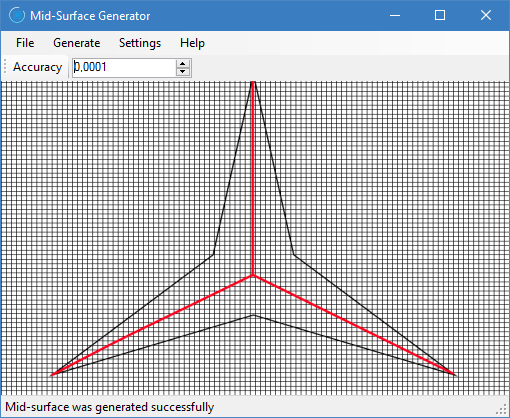 Mid-Surface Generator
File Generate Settings Help
Accuracy 0,0001
Mid-surface was generated successfully